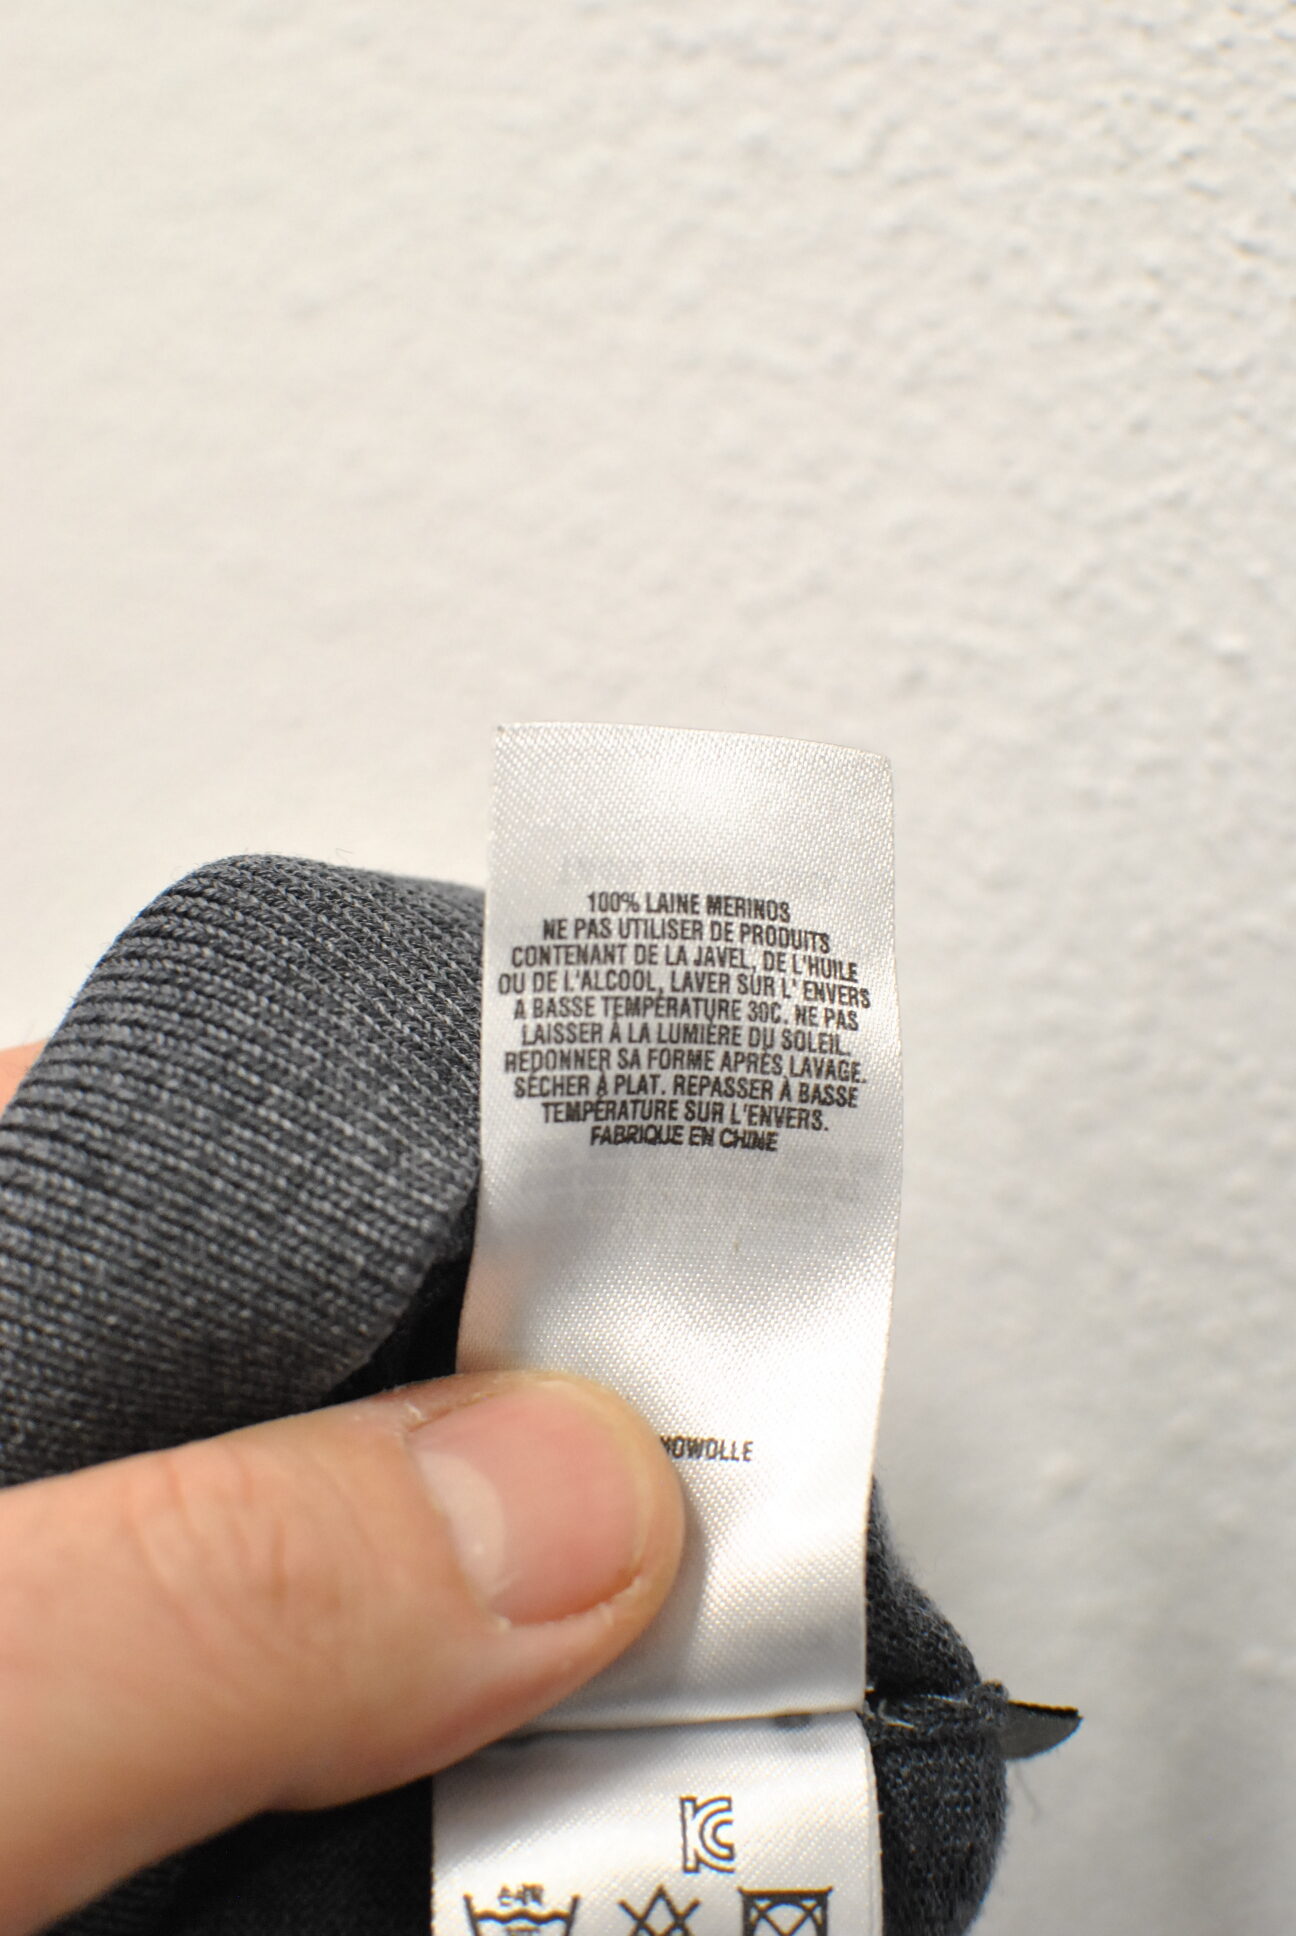 100% LAINE MERINOS
NE PAS UTILISER DE PRODUITS
CONTENANT DE LA JAVEL, DE L'HUILE
OU DE L'ALCOOL, LAVER SUR L' ENVERS
A BASSE TEMPÉRATURE 30C. NE PAS
LAISSER À LA LUMIÈRE DU SOLEIL.
REDONNER SA FORME APRÈS LAVAGE.
SÉCHER À PLAT. REPASSER À BASSE
TEMPÉRATURE SUR L'ENVERS.
FABRIQUE EN CHINE
NOWOLLE
KC